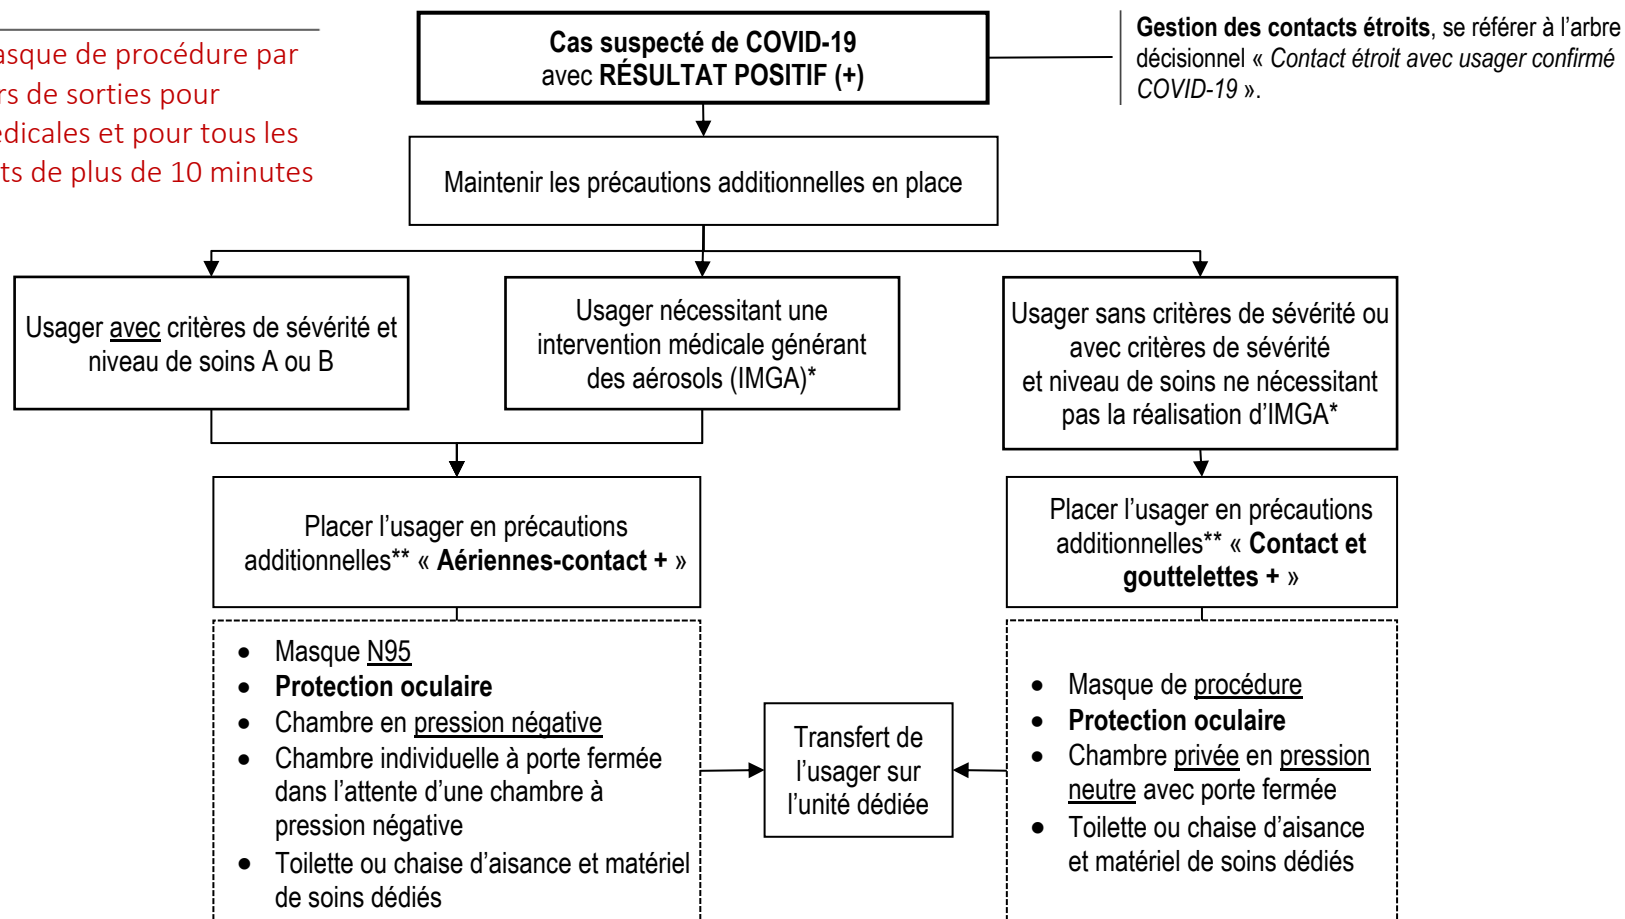 Cas suspecté de COVID-19
avec RÉSULTAT POSITIF (+)
Gestion des contacts étroits, se référer à l’arbre
décisionnel « Contact étroit avec usager confirmé
COVID-19 ».
de procédure par
de sorties pour
et pour tous les
de plus de 10 minutes
Maintenir les précautions additionnelles en place
Usager avec critères de sévérité et
niveau de soins A ou B
Usager nécessitant une
intervention médicale générant
des aérosols (IMGA)*
Usager sans critères de sévérité ou
avec critères de sévérité
et niveau de soins ne nécessitant
pas la réalisation d’IMGA*
Placer l’usager en précautions
additionnelles** « Aériennes-contact + »
Placer l’usager en précautions
additionnelles** « Contact et
gouttelettes + »
• Masque N95
• Protection oculaire
• Chambre en pression négative
• Chambre individuelle à porte fermée
dans l’attente d’une chambre à
pression négative
• Toilette ou chaise d’aisance et matériel
de soins dédiés
Transfert de
l’usager sur
l’unité dédiée
• Masque de procédure
• Protection oculaire
• Chambre privée en pression
neutre avec porte fermée
• Toilette ou chaise d’aisance
et matériel de soins dédiés